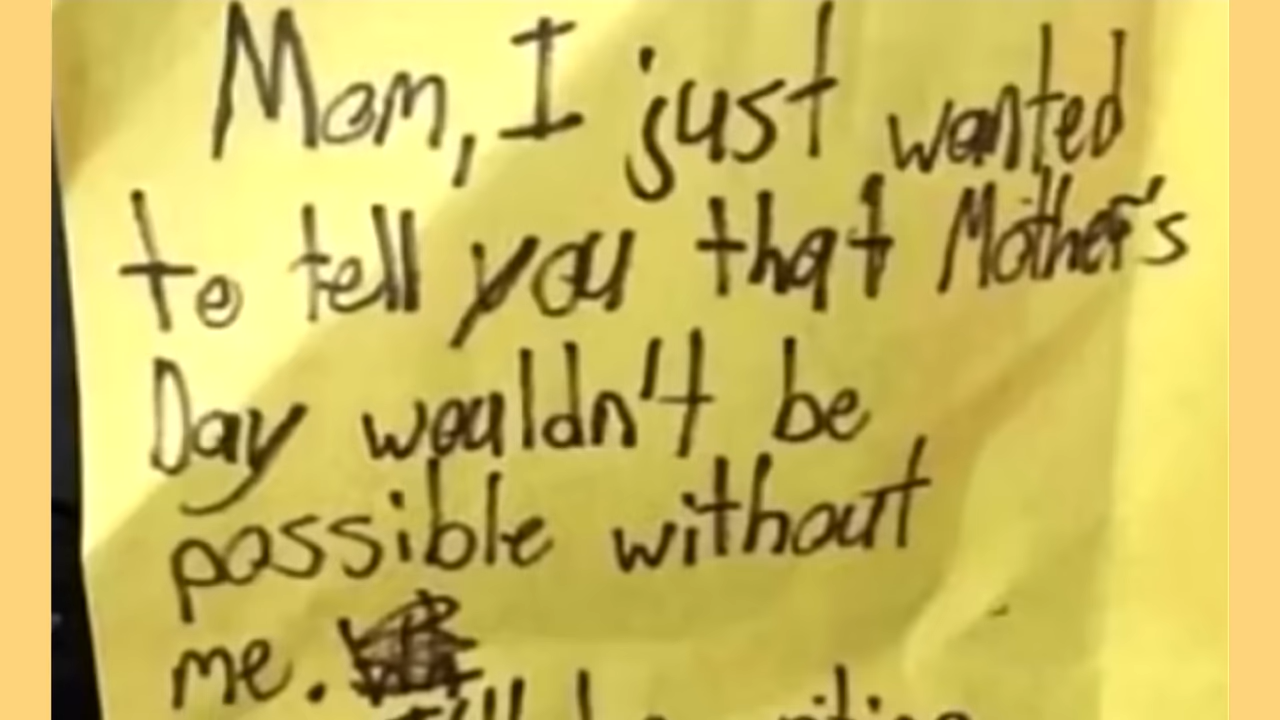 Mom, I just wanted
to tell you that Mother's
Day wouldn't be
possible without
me.